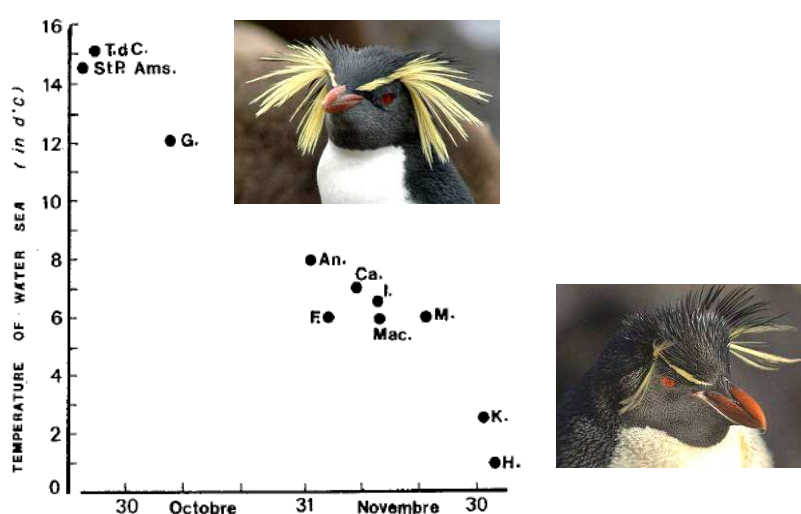 TEMPERATURE OF WATER SEA (in d°C)
16
14
12
10
8
6
4
2
0
T.d C.
St P. Ams.
G.
An.
Ca.
I.
F.
Mac.
M.
K.
H.
30 Octobre 31 Novembre 30